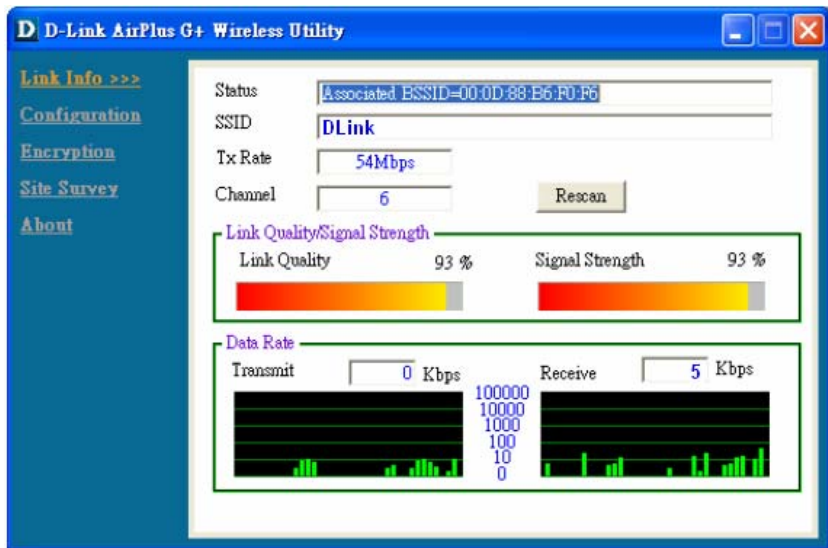 D D-Link AirPlus G+ Wireless Utility
Link Info >>>
Configuration
Encryption
Site Survey
About
Status Associated BSSID=00:0D:88:B6:F0:F6
SSID DLink
Tx Rate 54Mbps
Channel 6 Rescan
Link Quality/Signal Strength
Link Quality 93 % Signal Strength 93 %
Data Rate
Transmit 0 Kbps Receive 5 Kbps
100000
10000
1000
100
10
0